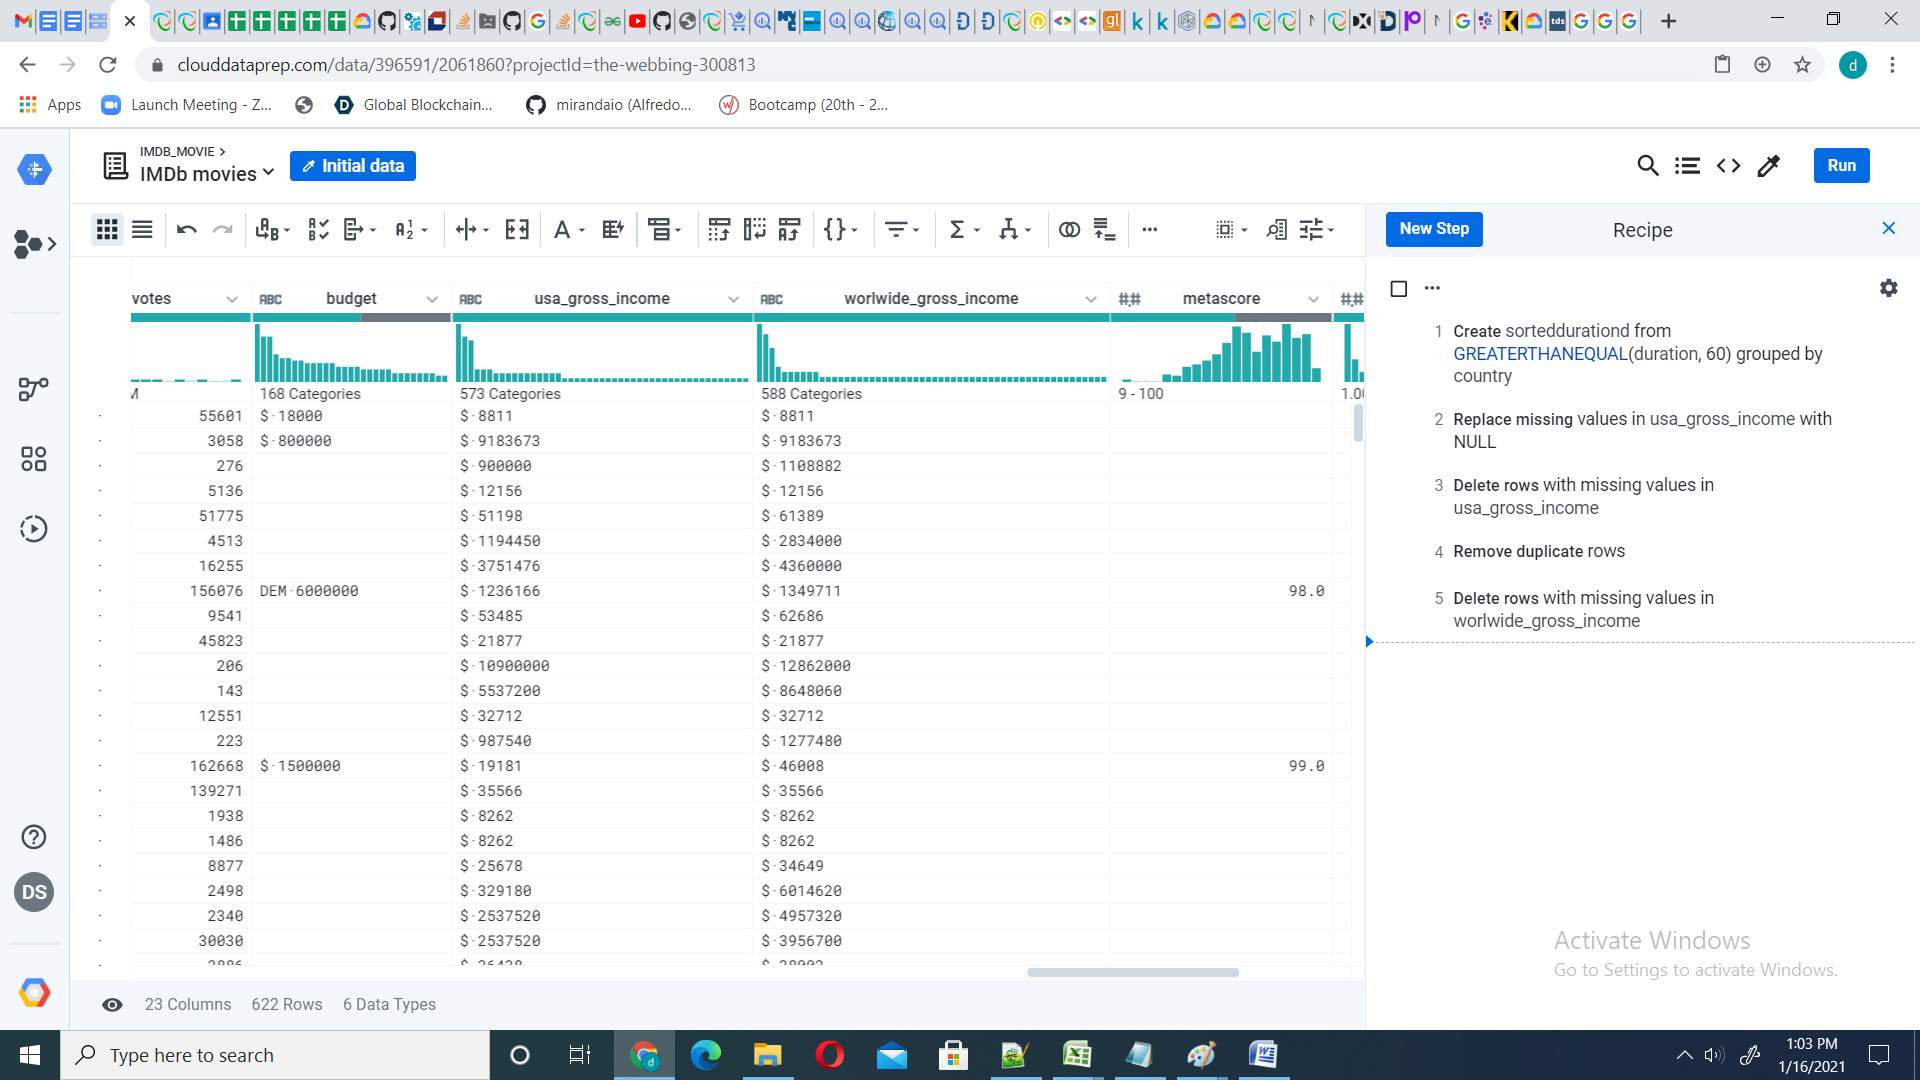 clouddataprep.com/data/396591/2061860?projectId=the-webbing-300813
d
Apps
Launch Meeting - Z...
Global Blockchain...
mirandaio (Alfredo...
Bootcamp (20th - 2...
IMDB_MOVIE >
IMDb movies
Initial data
Run
New Step
Recipe
votes
ABC budget
ABC usa_gross_income
ABC worlwide_gross_income
#.# metascore
#.#
M
168 Categories
573 Categories
588 Categories
9 - 100
1.00
55601 $·18000 $·8811 $·8811
3058 $·800000 $·9183673 $·9183673
276 $·900000 $·1108882
5136 $·12156 $·12156
51775 $·51198 $·61389
4513 $·1194450 $·2834000
16255 $·3751476 $·4360000
156076 DEM·6000000 $·1236166 $·1349711 98.0
9541 $·53485 $·62686
45823 $·21877 $·21877
206 $·10900000 $·12862000
143 $·5537200 $·8648060
12551 $·32712 $·32712
223 $·987540 $·1277480
162668 $·1500000 $·19181 $·46008 99.0
139271 $·35566 $·35566
1938 $·8262 $·8262
1486 $·8262 $·8262
8877 $·25678 $·34649
2498 $·329180 $·6014620
2340 $·2537520 $·4957320
30030 $·2537520 $·3956700
23 Columns 622 Rows 6 Data Types
1 Create sorteddurationd from
GREATERTHANEQUAL(duration, 60) grouped by
country
2 Replace missing values in usa_gross_income with
NULL
3 Delete rows with missing values in
usa_gross_income
4 Remove duplicate rows
5 Delete rows with missing values in
worlwide_gross_income
DS
Activate Windows
Go to Settings to activate Windows.
Type here to search
1:03 PM
1/16/2021